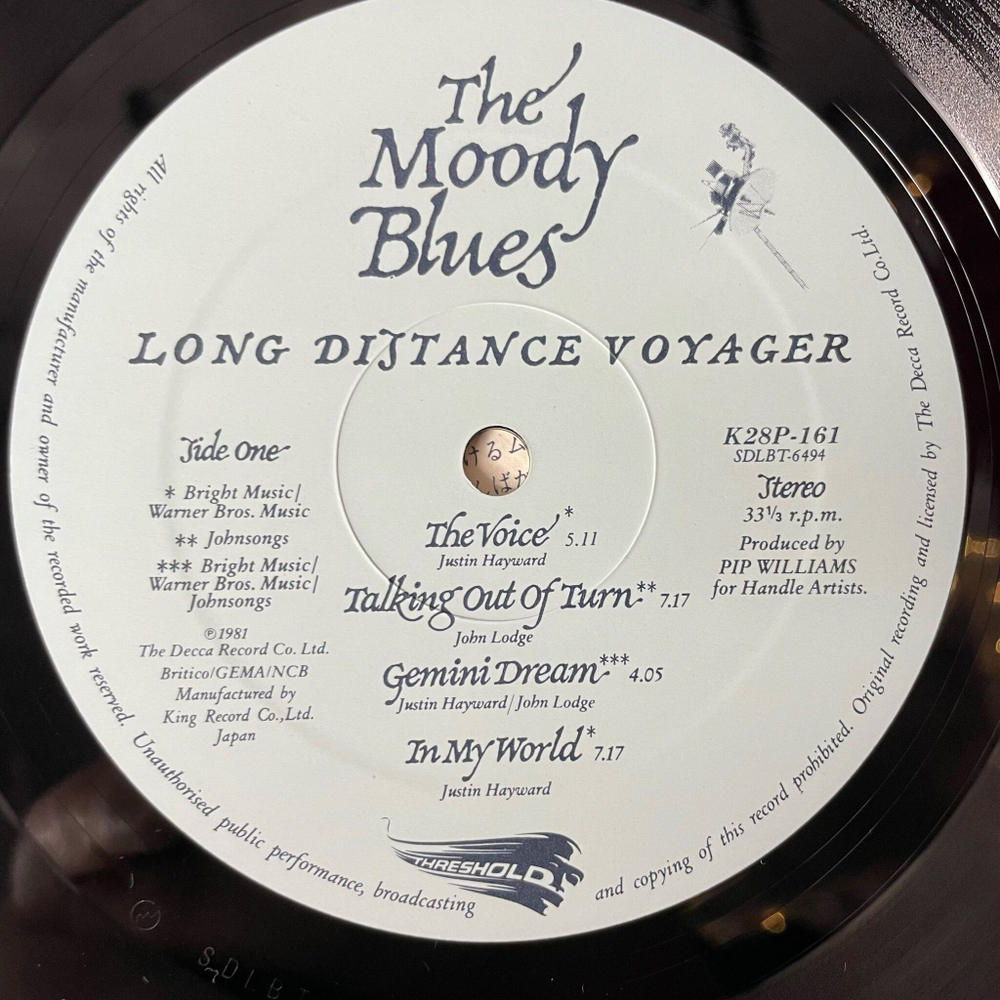 The
Moody
Blues
LONG DISTANCE VOYAGER
Side One
* Bright Music/
Warner Bros. Music
** Johnsongs
*** Bright Music/
Warner Bros. Music/
Johnsongs
℗1981
The Decca Record Co. Ltd.
Britico/GEMA/NCB
Manufactured by
King Record Co.,Ltd.
Japan
けるム
ばか
The Voice* 5.11
Justin Hayward
Talking Out Of Turn** 7.17
John Lodge
Gemini Dream*** 4.05
Justin Hayward/John Lodge
In My World* 7.17
Justin Hayward
K28P-161
SDLBT-6494
Stereo
33⅓ r.p.m.
Produced by
PIP WILLIAMS
for Handle Artists.
THRESHOLD
All rights of the manufacturer and owner of the recorded work reserved. Unauthorised public performance, broadcasting and copying of this record prohibited. Original recording and licensed by The Decca Record Co.Ltd.